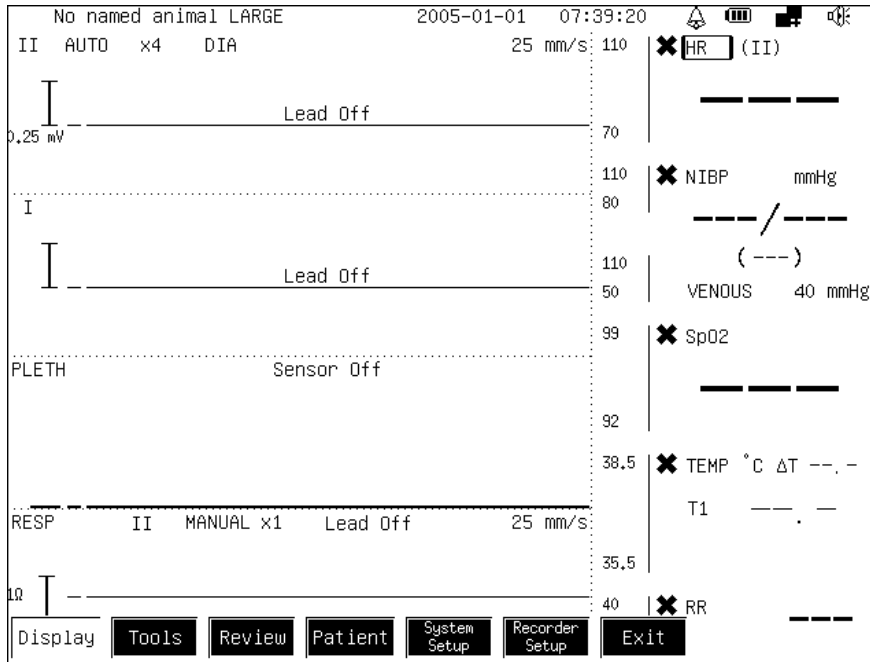 No named animal LARGE 2005-01-01 07:39:20
II AUTO x4 DIA 25 mm/s
Lead Off
0.25 mV
I
Lead Off
PLETH Sensor Off
RESP II MANUAL x1 Lead Off 25 mm/s
1Ω
110 HR (II)
---
70
110 NIBP mmHg
80
---/---
(---)
110
50 VENOUS 40 mmHg
99 SpO2
---
92
38.5 TEMP °C ΔT --.-
T1 --.-
35.5
40 RR
---
Display Tools Review Patient System Setup Recorder Setup Exit